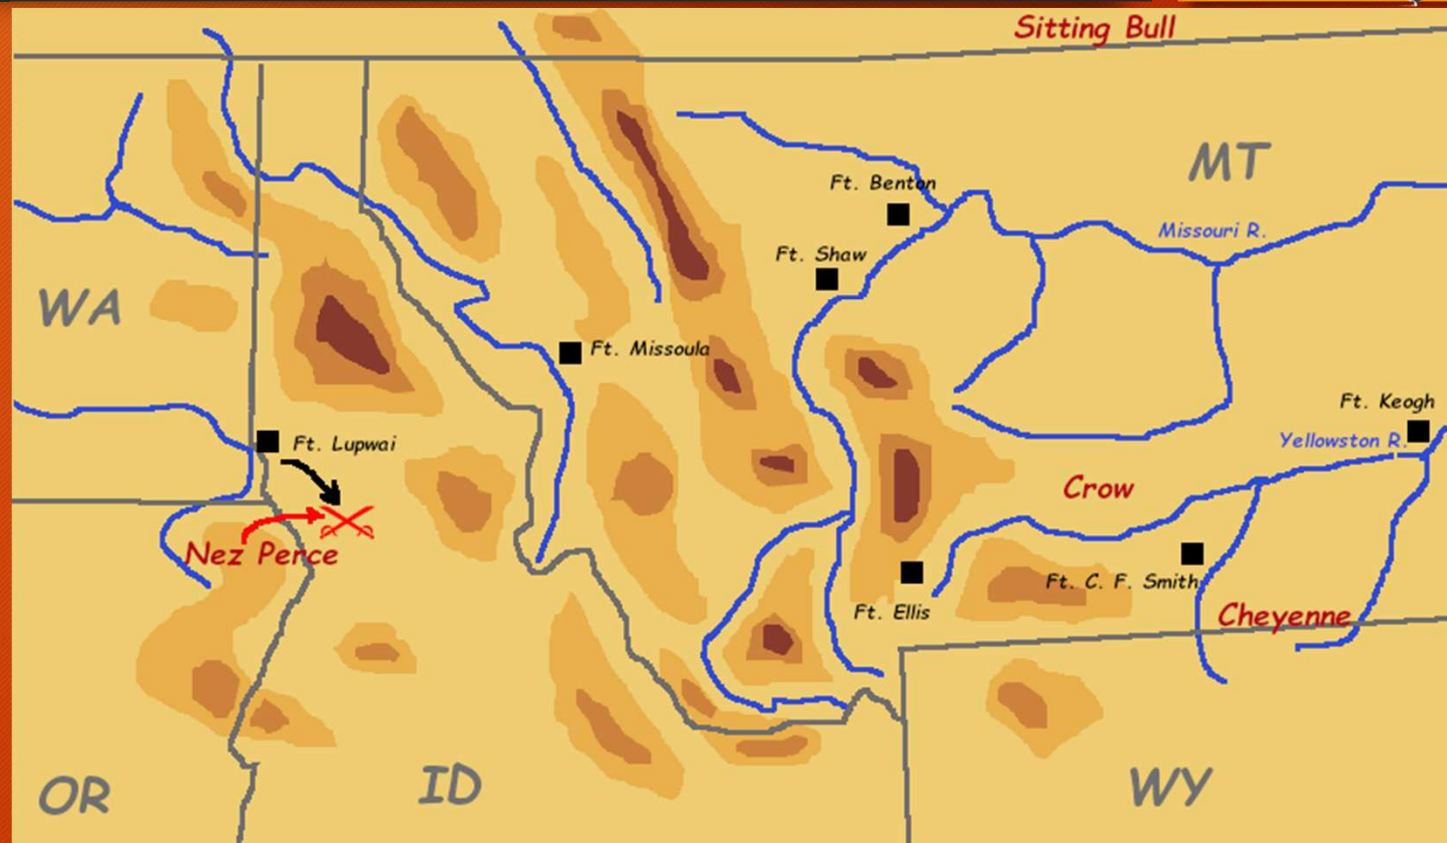 Sitting Bull
MT
Ft. Benton
Missouri R.
Ft. Shaw
WA
Ft. Missoula
Ft. Keogh
Yellowston R.
Ft. Lupwai
Crow
Nez Perce
Ft. C. F. Smith
Ft. Ellis
Cheyenne
ID
WY
OR